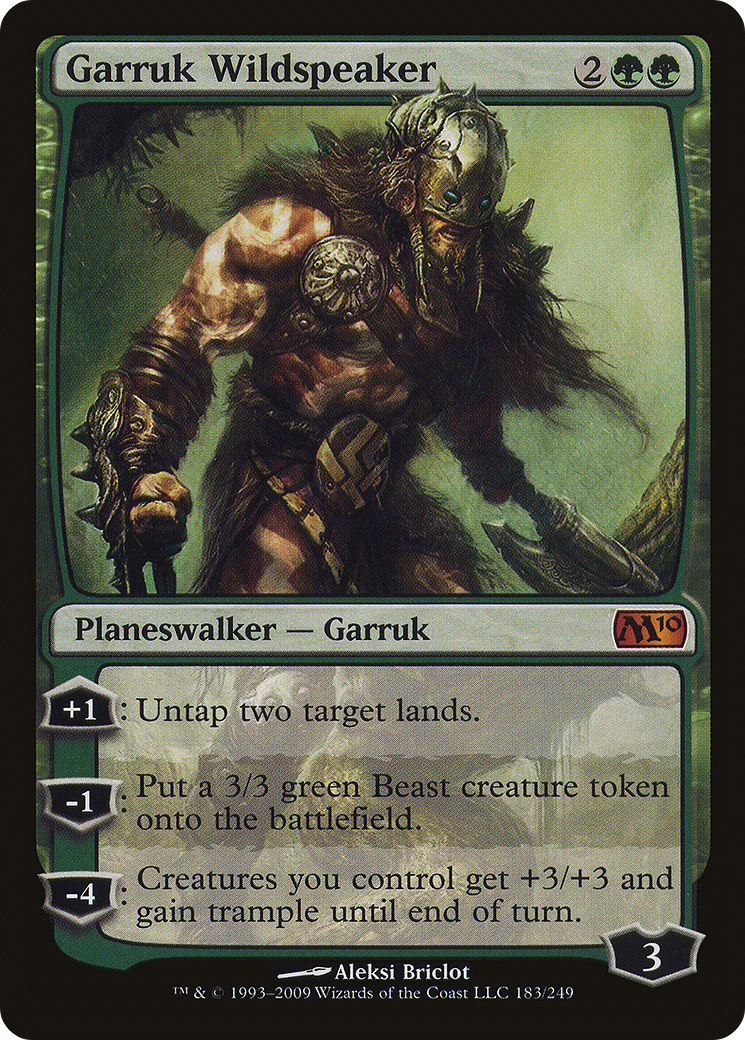 Garruk Wildspeaker 2
Planeswalker — Garruk M10
+1 : Untap two target lands.
-1 : Put a 3/3 green Beast creature token
onto the battlefield.
-4 : Creatures you control get +3/+3 and
gain trample until end of turn.
3
Aleksi Briclot
™ & © 1993–2009 Wizards of the Coast LLC 183/249